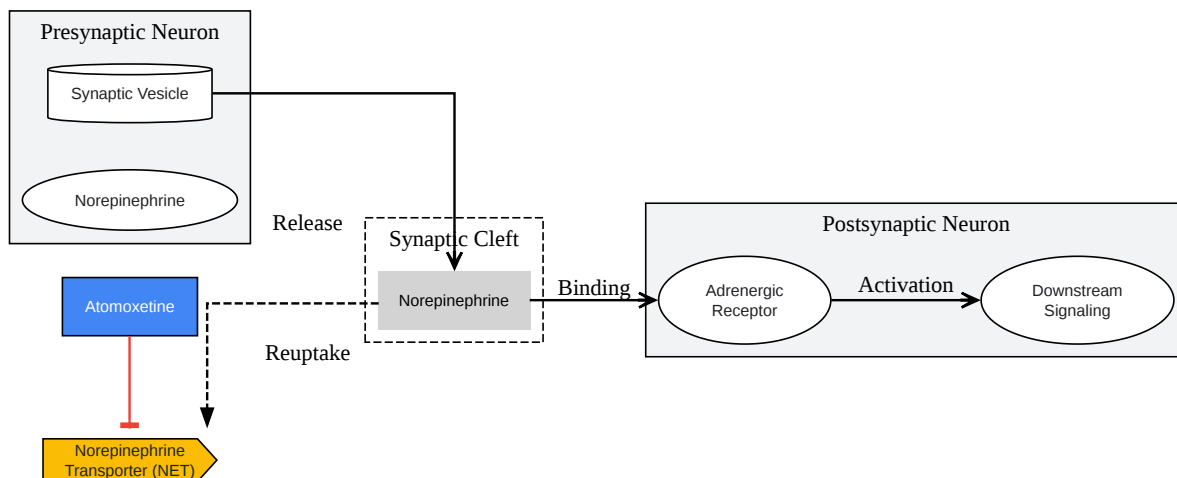 Presynaptic Neuron
Synaptic Vesicle
Norepinephrine
Release
Synaptic Cleft
Norepinephrine
Binding
Postsynaptic Neuron
Adrenergic
Receptor
Activation
Downstream
Signaling
Atomoxetine
Reuptake
Norepinephrine
Transporter (NET)